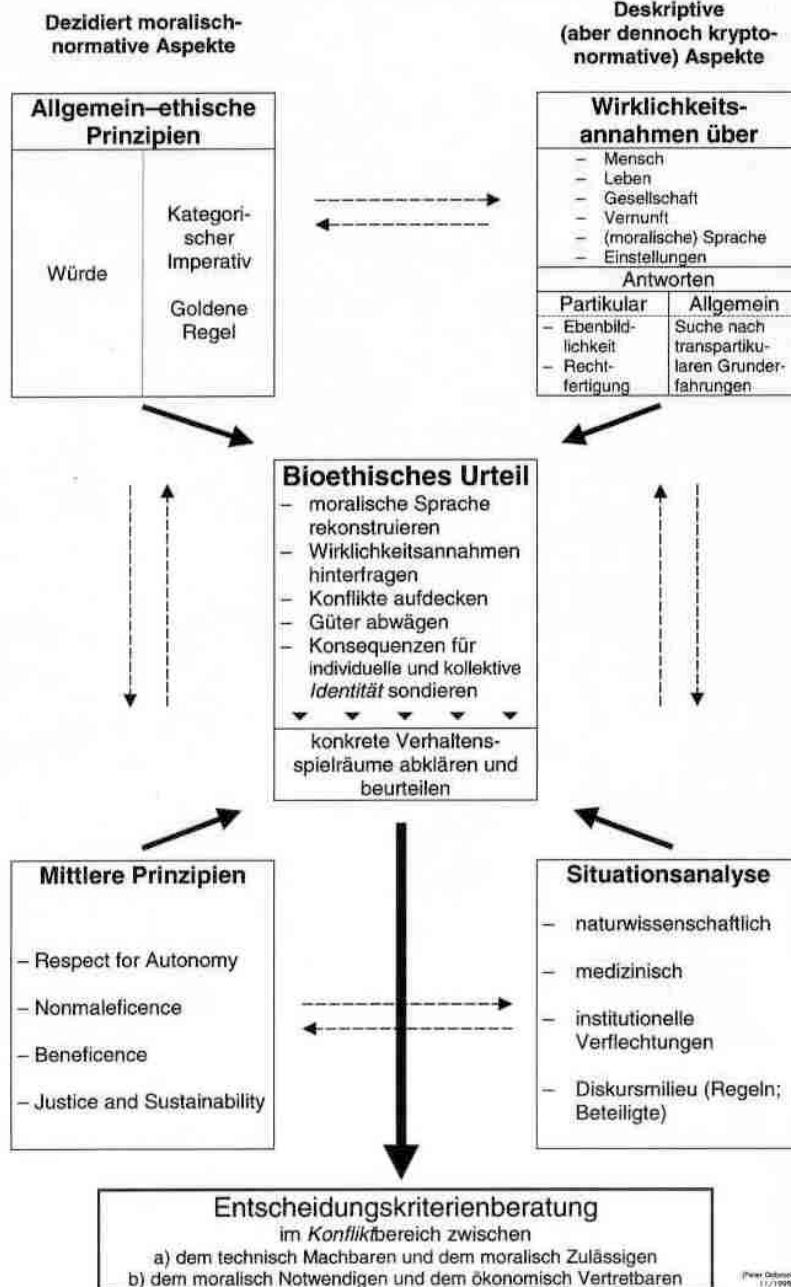 Dezidiert moralisch-
normative Aspekte
Deskriptive
(aber dennoch krypto-
normative) Aspekte
Allgemein–ethische
Prinzipien
Würde
Kategori-
scher
Imperativ
Goldene
Regel
Wirklichkeits-
annahmen über
– Mensch
– Leben
– Gesellschaft
– Vernunft
– (moralische) Sprache
– Einstellungen
Antworten
Partikular
– Ebenbild-
lichkeit
– Recht-
fertigung
Allgemein
Suche nach
transpartiku-
laren Grunder-
fahrungen
Bioethisches Urteil
– moralische Sprache
rekonstruieren
– Wirklichkeitsannahmen
hinterfragen
– Konflikte aufdecken
– Güter abwägen
– Konsequenzen für
individuelle und kollektive
Identität sondieren
konkrete Verhaltens-
spielräume abklären und
beurteilen
Mittlere Prinzipien
– Respect for Autonomy
– Nonmaleficence
– Beneficence
– Justice and Sustainability
Situationsanalyse
– naturwissenschaftlich
– medizinisch
– institutionelle
Verflechtungen
– Diskursmilieu (Regeln;
Beteiligte)
Entscheidungskriterienberatung
im Konfliktbereich zwischen
a) dem technisch Machbaren und dem moralisch Zulässigen
b) dem moralisch Notwendigen und dem ökonomisch Vertretbaren
(Peter